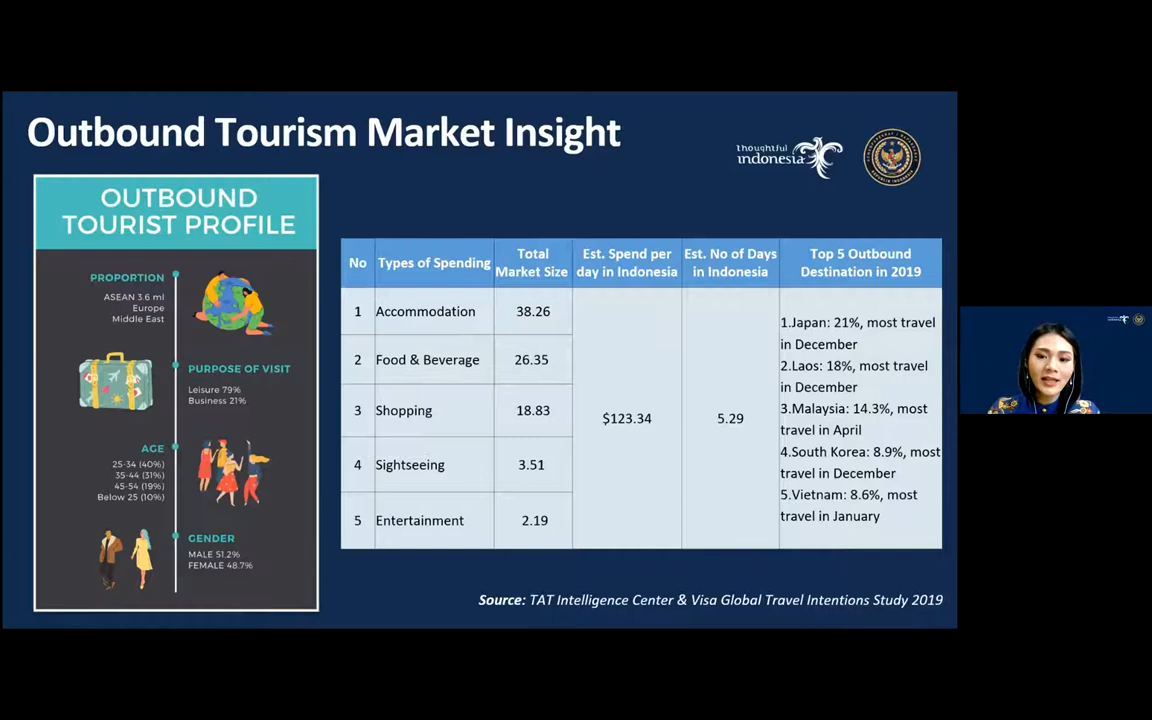 Outbound Tourism Market Insight
thoughtful
indonesia
OUTBOUND
TOURIST PROFILE
PROPORTION
ASEAN 3.6 ml
Europe
Middle East
PURPOSE OF VISIT
Leisure 79%
Business 21%
AGE
25-34 (40%)
35-44 (31%)
45-54 (19%)
Below 25 (10%)
GENDER
MALE 51.2%
FEMALE 48.7%
No
Types of Spending
Total
Market Size
Est. Spend per
day in Indonesia
Est. No of Days
in Indonesia
Top 5 Outbound
Destination in 2019
1
Accommodation
38.26
2
Food & Beverage
26.35
3
Shopping
18.83
4
Sightseeing
3.51
5
Entertainment
2.19
$123.34
5.29
1.Japan: 21%, most travel
in December
2.Laos: 18%, most travel
in December
3.Malaysia: 14.3%, most
travel in April
4.South Korea: 8.9%, most
travel in December
5.Vietnam: 8.6%, most
travel in January
Source: TAT Intelligence Center & Visa Global Travel Intentions Study 2019